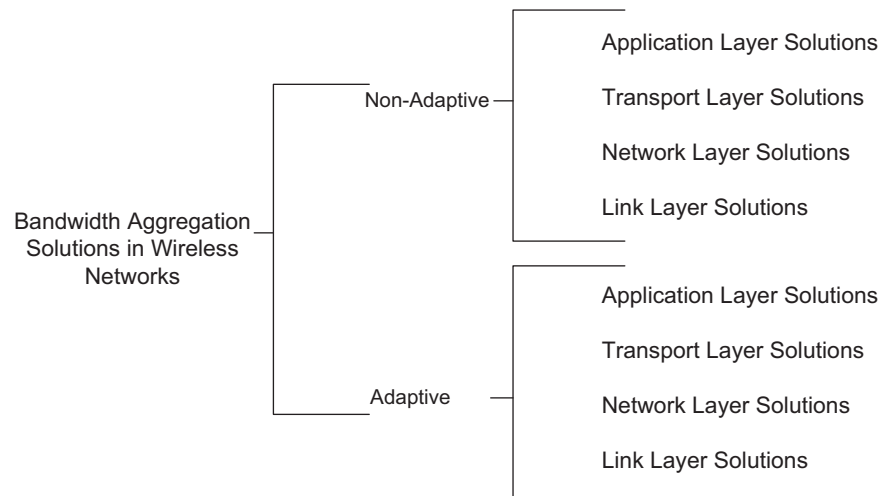 Bandwidth Aggregation
Solutions in Wireless
Networks
Non-Adaptive
Application Layer Solutions
Transport Layer Solutions
Network Layer Solutions
Link Layer Solutions
Adaptive
Application Layer Solutions
Transport Layer Solutions
Network Layer Solutions
Link Layer Solutions